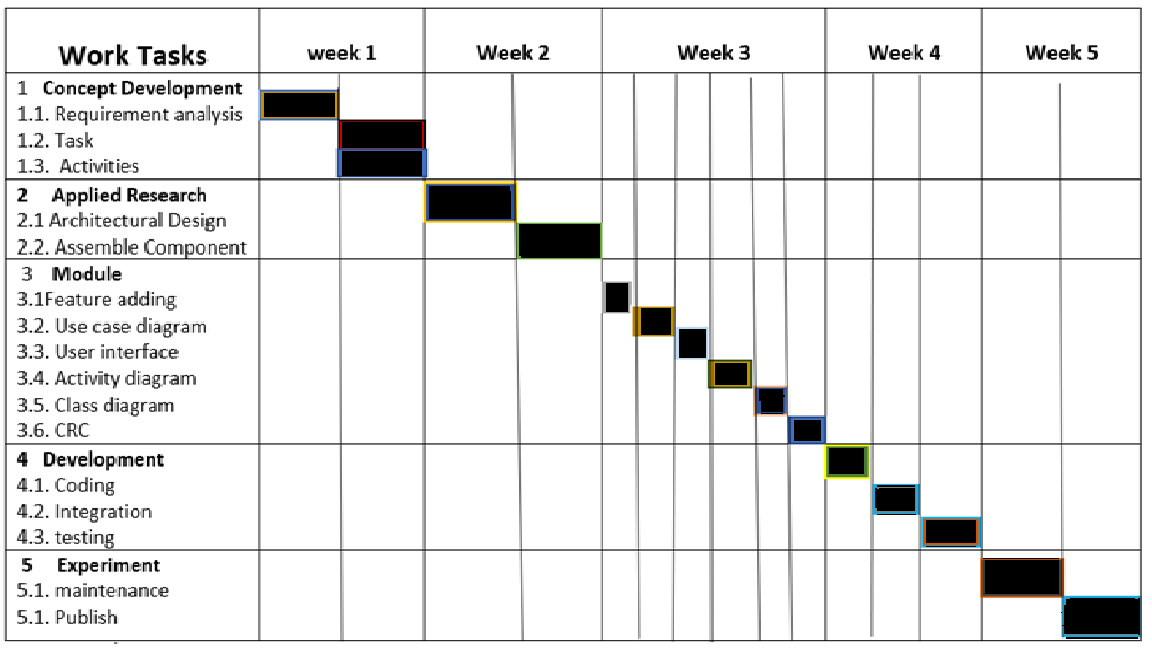 Work Tasks week 1 Week 2 Week 3 Week 4 Week 5
1 Concept Development
1.1. Requirement analysis
1.2. Task
1.3. Activities
2 Applied Research
2.1 Architectural Design
2.2. Assemble Component
3 Module
3.1Feature adding
3.2. Use case diagram
3.3. User interface
3.4. Activity diagram
3.5. Class diagram
3.6. CRC
4 Development
4.1. Coding
4.2. Integration
4.3. testing
5 Experiment
5.1. maintenance
5.1. Publish